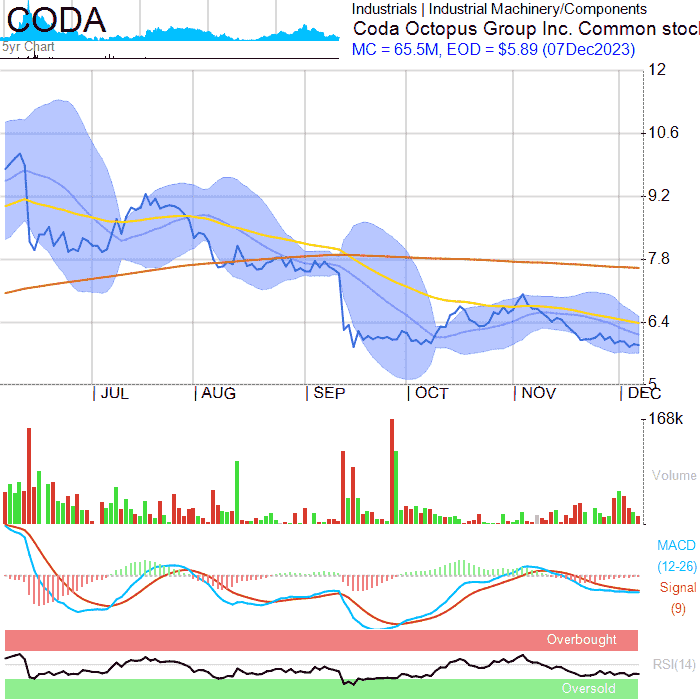 CODA
5yr Chart
Industrials | Industrial Machinery/Components
Coda Octopus Group Inc. Common stoc
MC = 65.5M, EOD = $5.89 (07Dec2023)
12
10.6
9.2
7.8
6.4
5
JUL AUG SEP OCT NOV DEC
168k
Volume
MACD
(12-26)
Signal
(9)
Overbought
RSI(14)
Oversold